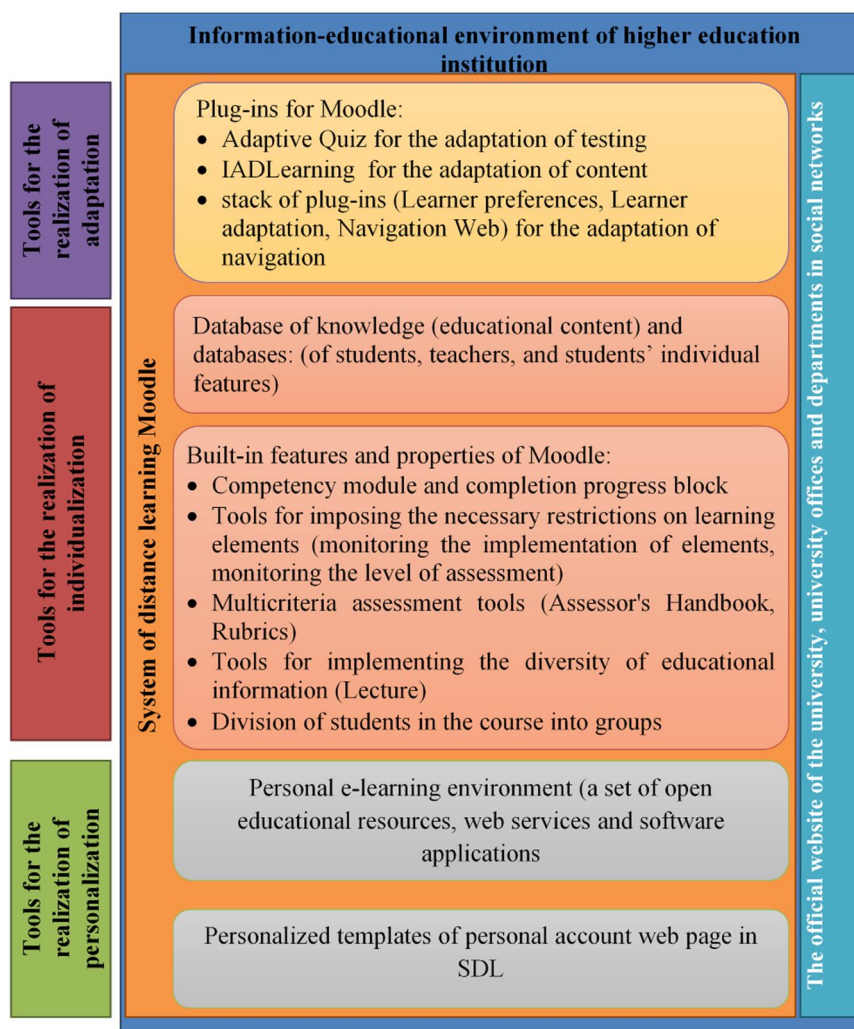 Information-educational environment of higher education
institution
Tools for the
realization of
adaptation
Plug-ins for Moodle:
• Adaptive Quiz for the adaptation of testing
• IADLearning for the adaptation of content
• stack of plug-ins (Learner preferences, Learner
adaptation, Navigation Web) for the adaptation of
navigation
Tools for the realization of
individualization
System of distance learning Moodle
Database of knowledge (educational content) and
databases: (of students, teachers, and students’ individual
features)
Built-in features and properties of Moodle:
• Competency module and completion progress block
• Tools for imposing the necessary restrictions on learning
elements (monitoring the implementation of elements,
monitoring the level of assessment)
• Multicriteria assessment tools (Assessor's Handbook,
Rubrics)
• Tools for implementing the diversity of educational
information (Lecture)
• Division of students in the course into groups
Tools for the
realization of
personalization
Personal e-learning environment (a set of open
educational resources, web services and software
applications
Personalized templates of personal account web page in
SDL
The official website of the university, university offices and departments in social networks